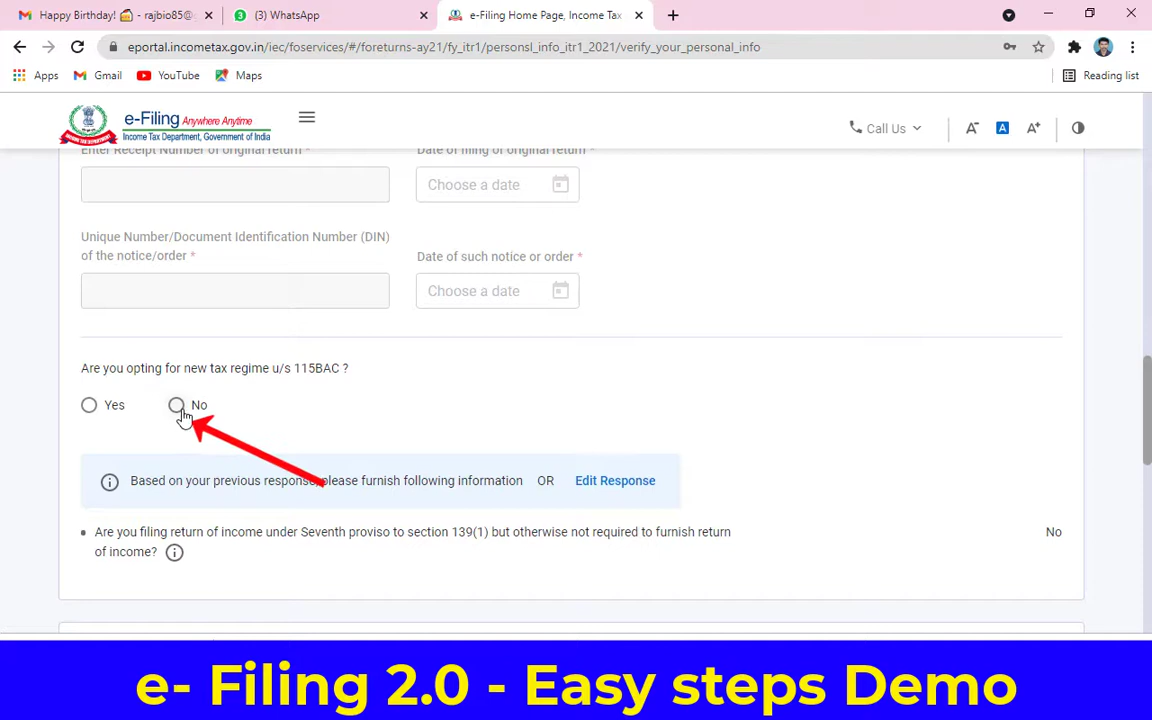 Happy Birthday! - rajbio85@
(3) WhatsApp
e-Filing Home Page, Income Tax
eportal.incometax.gov.in/iec/foservices/#/foreturns-ay21/fy_itr1/personsl_info_itr1_2021/verify_your_personal_info
Apps
Gmail
YouTube
Maps
Reading list
e-Filing Anywhere Anytime
Income Tax Department, Government of India
Call Us
A-
A
A+
Enter Receipt Number of original return *
Date of filing of original return *
Choose a date
Unique Number/Document Identification Number (DIN)
of the notice/order *
Date of such notice or order *
Choose a date
Are you opting for new tax regime u/s 115BAC ?
Yes
No
Based on your previous response, please furnish following information OR Edit Response
Are you filing return of income under Seventh proviso to section 139(1) but otherwise not required to furnish return
of income?
No
e- Filing 2.0 - Easy steps Demo